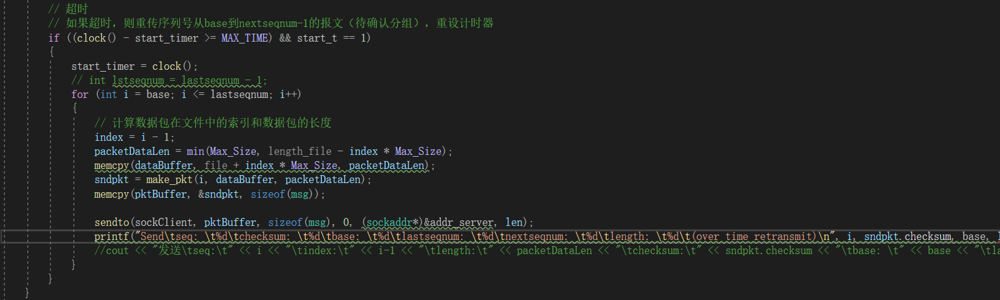 // 超时
// 如果超时，则重传序列号从base到nextseqnum-1的报文（待确认分组），重设计时器
if ((clock() - start_timer >= MAX_TIME) && start_t == 1)
{
start_timer = clock();
// int lstseqnum = lastseqnum - 1;
for (int i = base; i <= lastseqnum; i++)
{
// 计算数据包在文件中的索引和数据包的长度
index = i - 1;
packetDataLen = min(Max_Size, length_file - index * Max_Size);
memcpy(dataBuffer, file + index * Max_Size, packetDataLen);
sndpkt = make_pkt(i, dataBuffer, packetDataLen);
memcpy(pktBuffer, &sndpkt, sizeof(msg));
sendto(sockClient, pktBuffer, sizeof(msg), 0, (sockaddr*)&addr_server, len);
printf("Send\tseq: \t%d\tchecksum: \t%d\tbase: \t%d\tlastseqnum: \t%d\tnextseqnum: \t%d\tlength: \t%d\t(over time retransmit)\n", i, sndpkt.checksum, base, l
//cout << "发送\tseq:\t" << i << "\tindex:\t" << i-1 << "\tlength:\t" << packetDataLen << "\tchecksum:\t" << sndpkt.checksum << "\tbase: \t" << base << "\tla
}
}
}